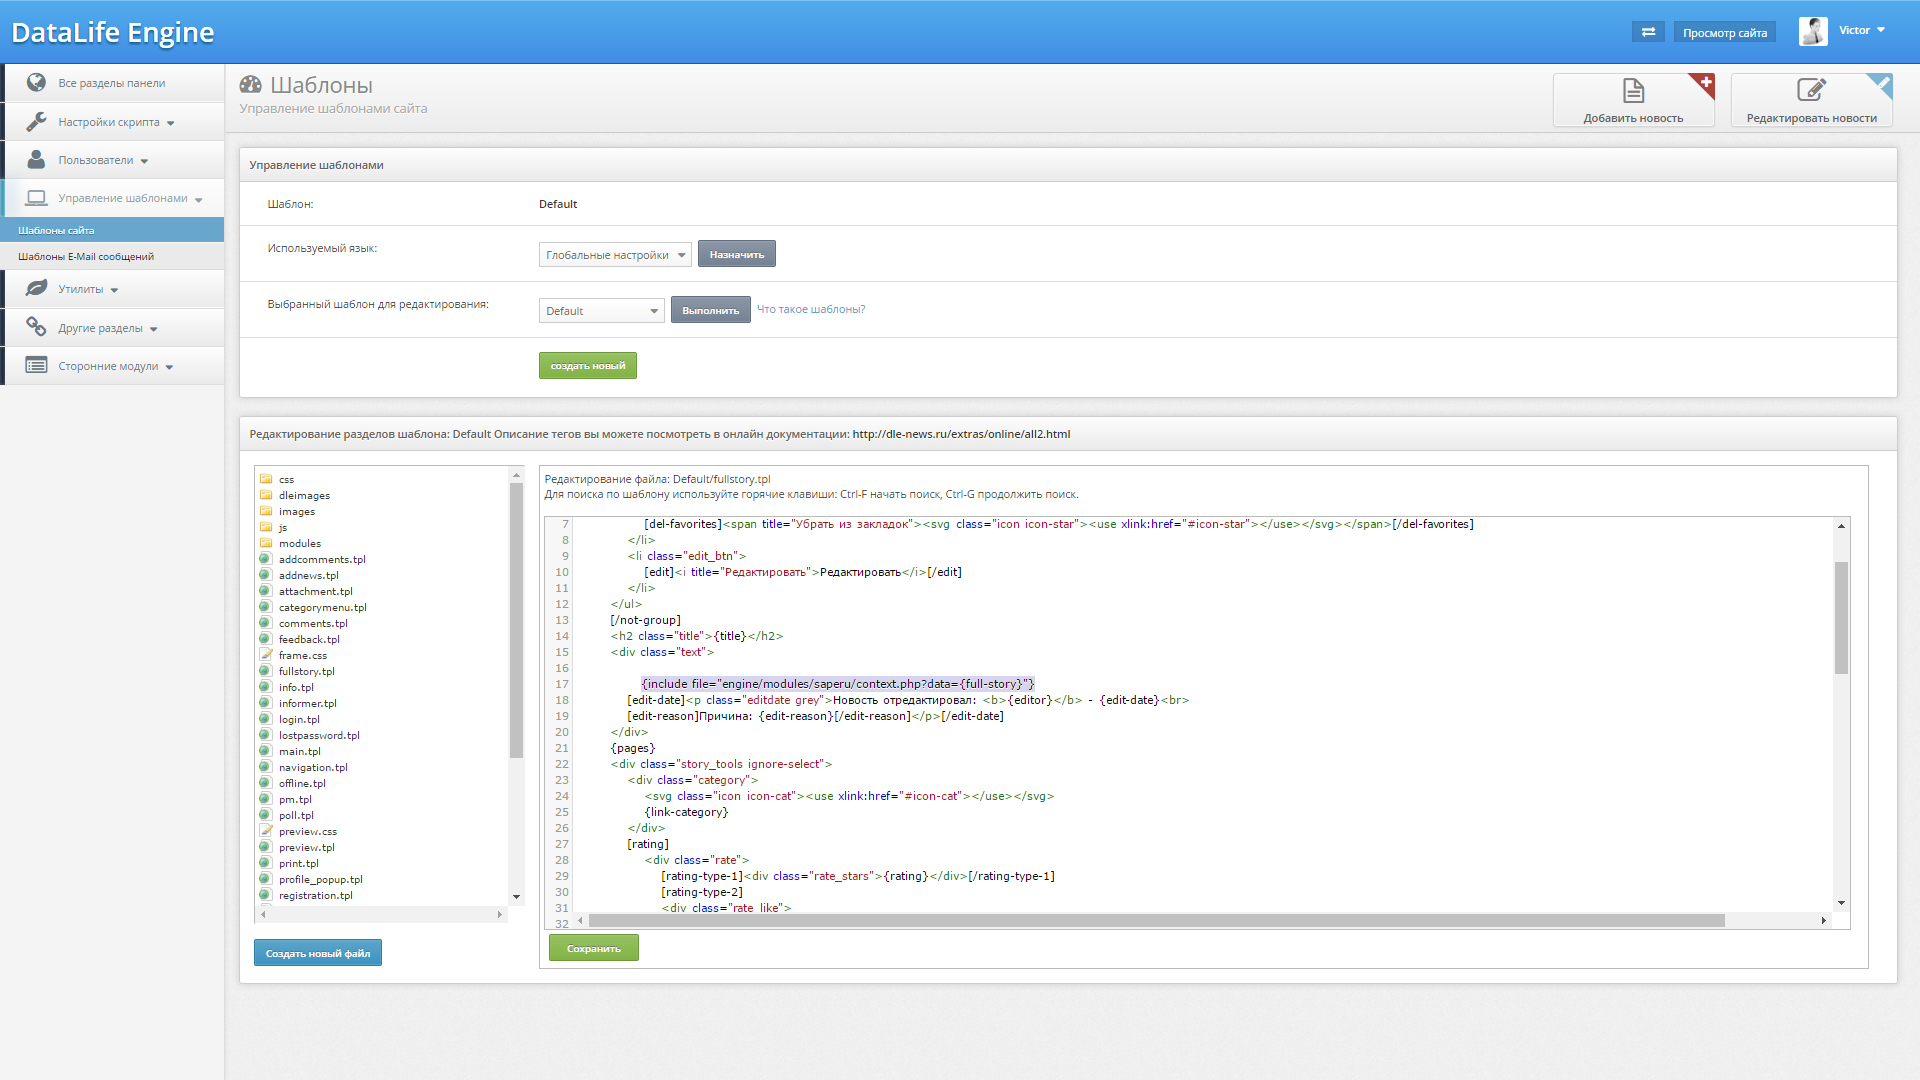 DataLife Engine
Просмотр сайта
Victor
Все разделы панели
Настройки скрипта
Пользователи
Управление шаблонами
Шаблоны сайта
Шаблоны E-Mail сообщений
Утилиты
Другие разделы
Сторонние модули
Шаблоны
Управление шаблонами сайта
Добавить новость
Редактировать новости
Управление шаблонами
Шаблон: Default
Используемый язык: Глобальные настройки Назначить
Выбранный шаблон для редактирования: Default Выполнить Что такое шаблоны?
создать новый
Редактирование разделов шаблона: Default Описание тегов вы можете посмотреть в онлайн документации: http://dle-news.ru/extras/online/all2.html
css
dleimages
images
js
modules
addcomments.tpl
addnews.tpl
attachment.tpl
categorymenu.tpl
comments.tpl
feedback.tpl
frame.css
fullstory.tpl
info.tpl
informer.tpl
login.tpl
lostpassword.tpl
main.tpl
navigation.tpl
offline.tpl
pm.tpl
poll.tpl
preview.css
preview.tpl
print.tpl
profile_popup.tpl
registration.tpl
Создать новый файл
Редактирование файла: Default/fullstory.tpl
Для поиска по шаблону используйте горячие клавиши: Ctrl-F начать поиск, Ctrl-G продолжить поиск.
7 [del-favorites]<span title="Убрать из закладок"><svg class="icon icon-star"><use xlink:href="#icon-star"></use></svg></span>[/del-favorites]
8 </li>
9 <li class="edit_btn">
10 [edit]<i title="Редактировать">Редактировать</i>[/edit]
11 </li>
12 </ul>
13 [/not-group]
14 <h2 class="title">{title}</h2>
15 <div class="text">
16
17 {include file="engine/modules/saperu/context.php?data={full-story}"}
18 [edit-date]<p class="editdate grey">Новость отредактировал: <b>{editor}</b> - {edit-date}<br>
19 [edit-reason]Причина: {edit-reason}[/edit-reason]</p>[/edit-date]
20 </div>
21 {pages}
22 <div class="story_tools ignore-select">
23 <div class="category">
24 <svg class="icon icon-cat"><use xlink:href="#icon-cat"></use></svg>
25 {link-category}
26 </div>
27 [rating]
28 <div class="rate">
29 [rating-type-1]<div class="rate_stars">{rating}</div>[/rating-type-1]
30 [rating-type-2]
31 <div class="rate_like">
32
Сохранить